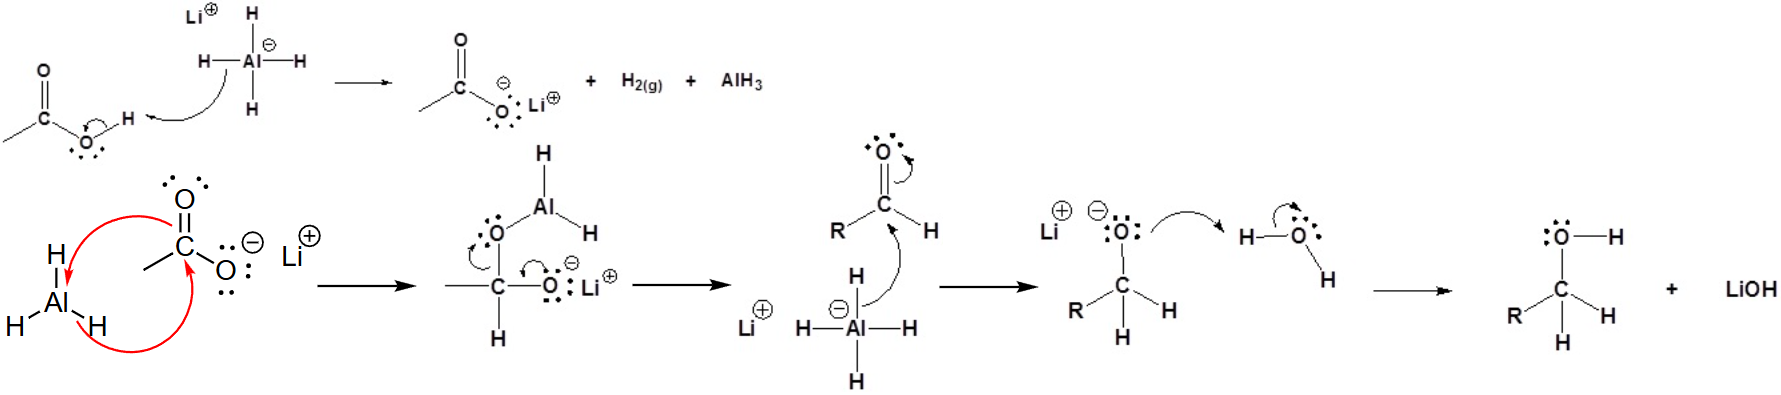 Li⊕
H
H Al⊖ H
H
O
C
O H
O
C
O⊖ Li⊕
+ H2(g) + AlH3
H
Al
H H
O
C
O⊖ Li⊕
H
Al
O H
C O⊖ Li⊕
H
O
C
R H
Li⊕
H
H ⊖Al H
H
Li⊕ ⊖O
C
R H
H
H O
H
O H
C
R H
H
+ LiOH